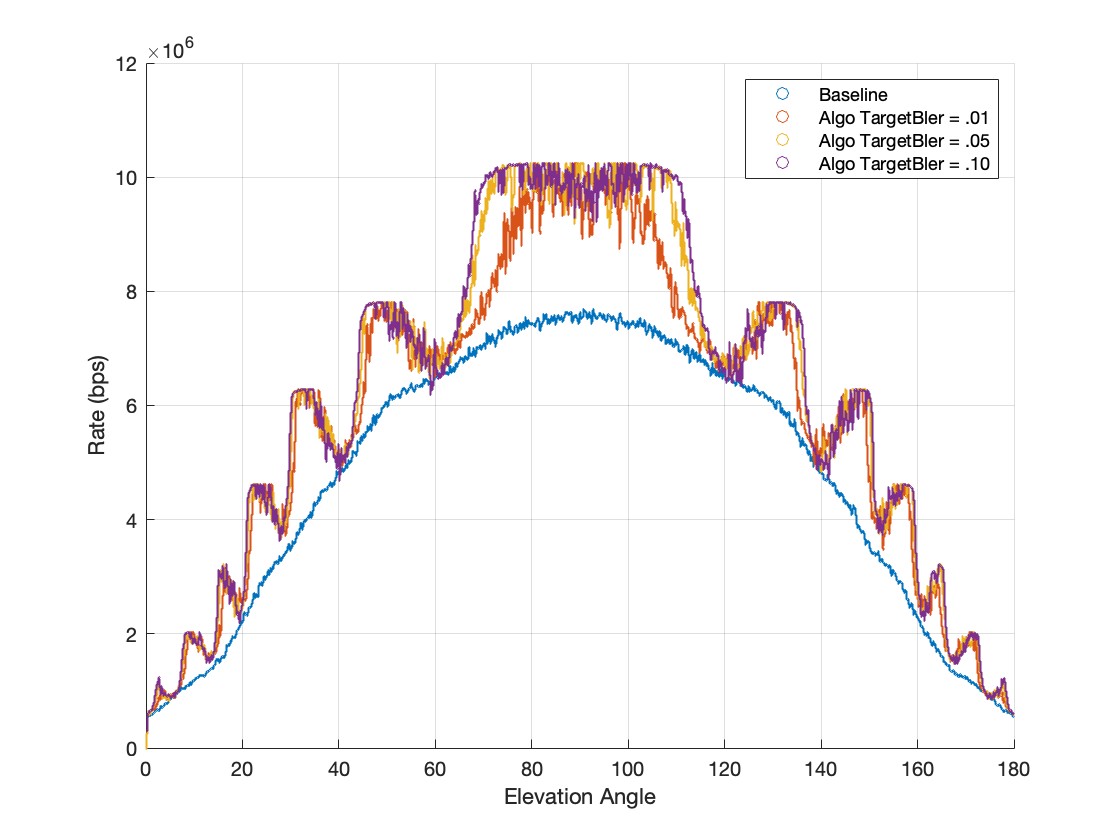 ×10^6
12
10
8
6
4
2
0
Rate (bps)
Baseline
Algo TargetBler = .01
Algo TargetBler = .05
Algo TargetBler = .10
0 20 40 60 80 100 120 140 160 180
Elevation Angle